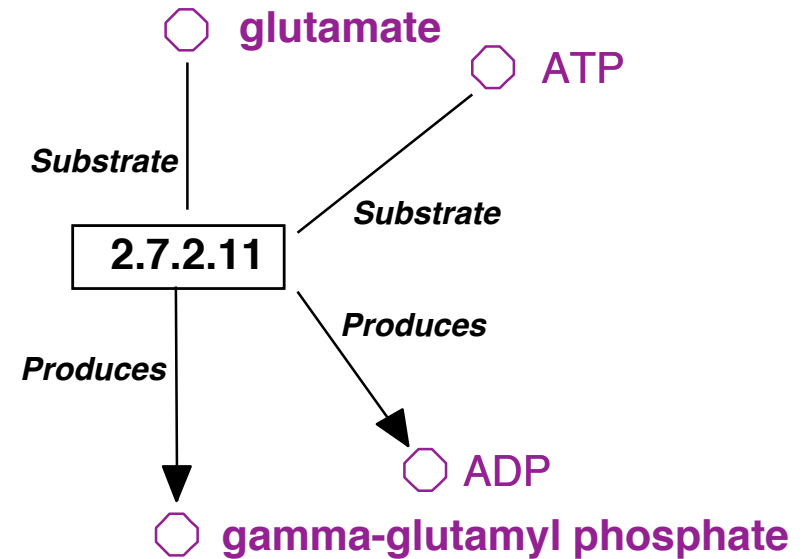 glutamate
ATP
Substrate
Substrate
2.7.2.11
Produces
Produces
ADP
gamma-glutamyl phosphate